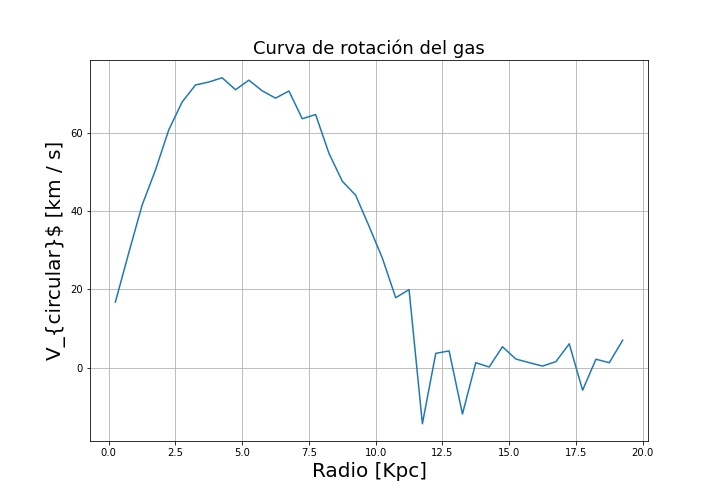 Curva de rotación del gas
V_{circular}$ [km / s]
60
40
20
0
0.0 2.5 5.0 7.5 10.0 12.5 15.0 17.5 20.0
Radio [Kpc]